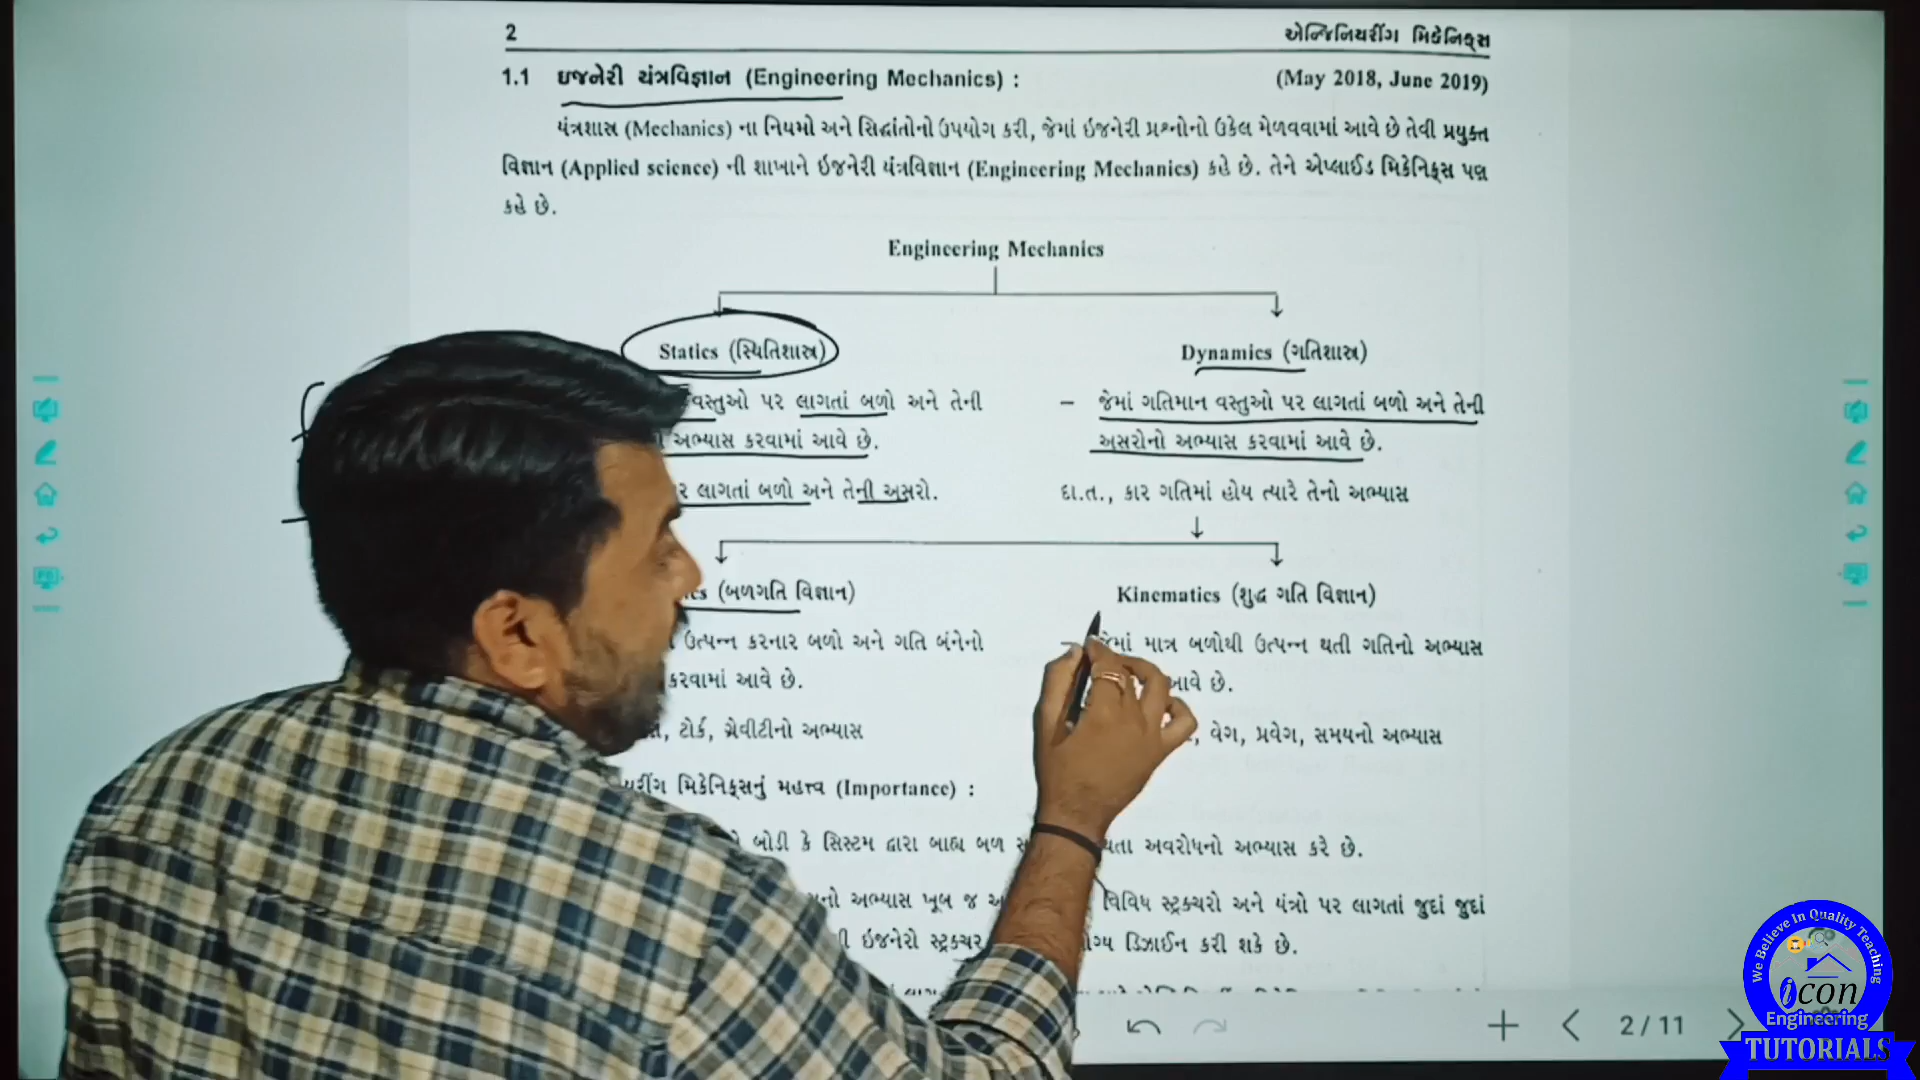 2 એન્જિનિયરીંગ મિકેનિક્સ
1.1 ઇજનેરી યંત્રવિજ્ઞાન (Engineering Mechanics) : (May 2018, June 2019)
યંત્રશાસ્ત્ર (Mechanics) ના નિયમો અને સિદ્ધાંતોનો ઉપયોગ કરી, જેમાં ઇજનેરી પ્રશ્નોનો ઉકેલ મેળવવામાં આવે છે તેવી પ્રયુક્ત
વિજ્ઞાન (Applied science) ની શાખાને ઇજનેરી યંત્રવિજ્ઞાન (Engineering Mechanics) કહે છે. તેને એપ્લાઈડ મિકેનિક્સ પણ
કહે છે.
Engineering Mechanics
Statics (સ્થિતિશાસ્ત્ર) Dynamics (ગતિશાસ્ત્ર)
વસ્તુઓ પર લાગતાં બળો અને તેની – જેમાં ગતિમાન વસ્તુઓ પર લાગતાં બળો અને તેની
અભ્યાસ કરવામાં આવે છે. અસરોનો અભ્યાસ કરવામાં આવે છે.
લાગતાં બળો અને તેની અસરો. દા.ત., કાર ગતિમાં હોય ત્યારે તેનો અભ્યાસ
(બળગતિ વિજ્ઞાન) Kinematics (શુદ્ધ ગતિ વિજ્ઞાન)
ઉત્પન્ન કરનાર બળો અને ગતિ બંનેનો – જેમાં માત્ર બળોથી ઉત્પન્ન થતી ગતિનો અભ્યાસ
કરવામાં આવે છે. આવે છે.
ટોર્ક, ગ્રેવીટીનો અભ્યાસ વેગ, પ્રવેગ, સમયનો અભ્યાસ
મિકેનિક્સનું મહત્ત્વ (Importance) :
બોડી કે સિસ્ટમ દ્વારા બાહ્ય બળ અવરોધનો અભ્યાસ કરે છે.
અભ્યાસ ખૂબ જ વિવિધ સ્ટ્રક્ચરો અને યંત્રો પર લાગતાં જુદાં જુદાં
ઇજનેરો સ્ટ્રક્ચર ડિઝાઈન કરી શકે છે.
2 / 11
We Believe In Quality Teaching
icon
Engineering
TUTORIALS